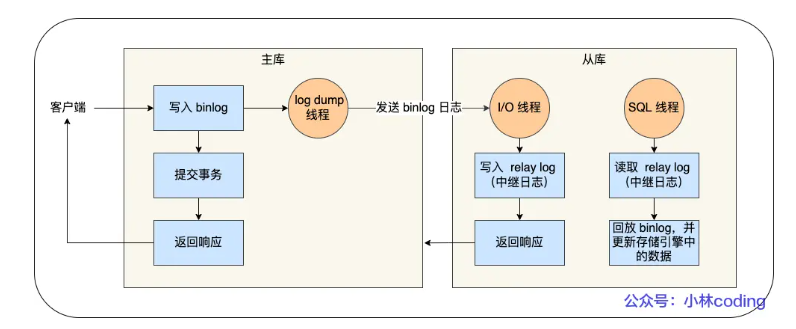 主库
从库
客户端
写入 binlog
log dump
线程
发送 binlog 日志
I/O 线程
SQL 线程
提交事务
写入 relay log
（中继日志）
读取 relay log
（中继日志）
返回响应
返回响应
回放 binlog，并
更新存储引擎中
的数据
公众号：小林coding